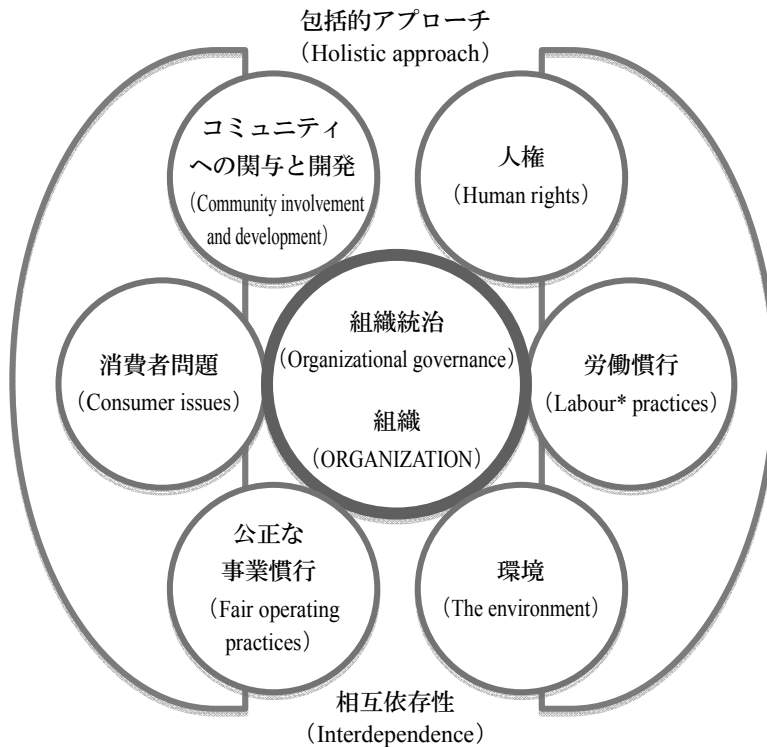 包括的アプローチ
（Holistic approach）
コミュニティ
への関与と開発
（Community involvement
and development）
人権
（Human rights）
組織統治
（Organizational governance）
組織
（ORGANIZATION）
消費者問題
（Consumer issues）
労働慣行
（Labour* practices）
公正な
事業慣行
（Fair operating
practices）
環境
（The environment）
相互依存性
（Interdependence）